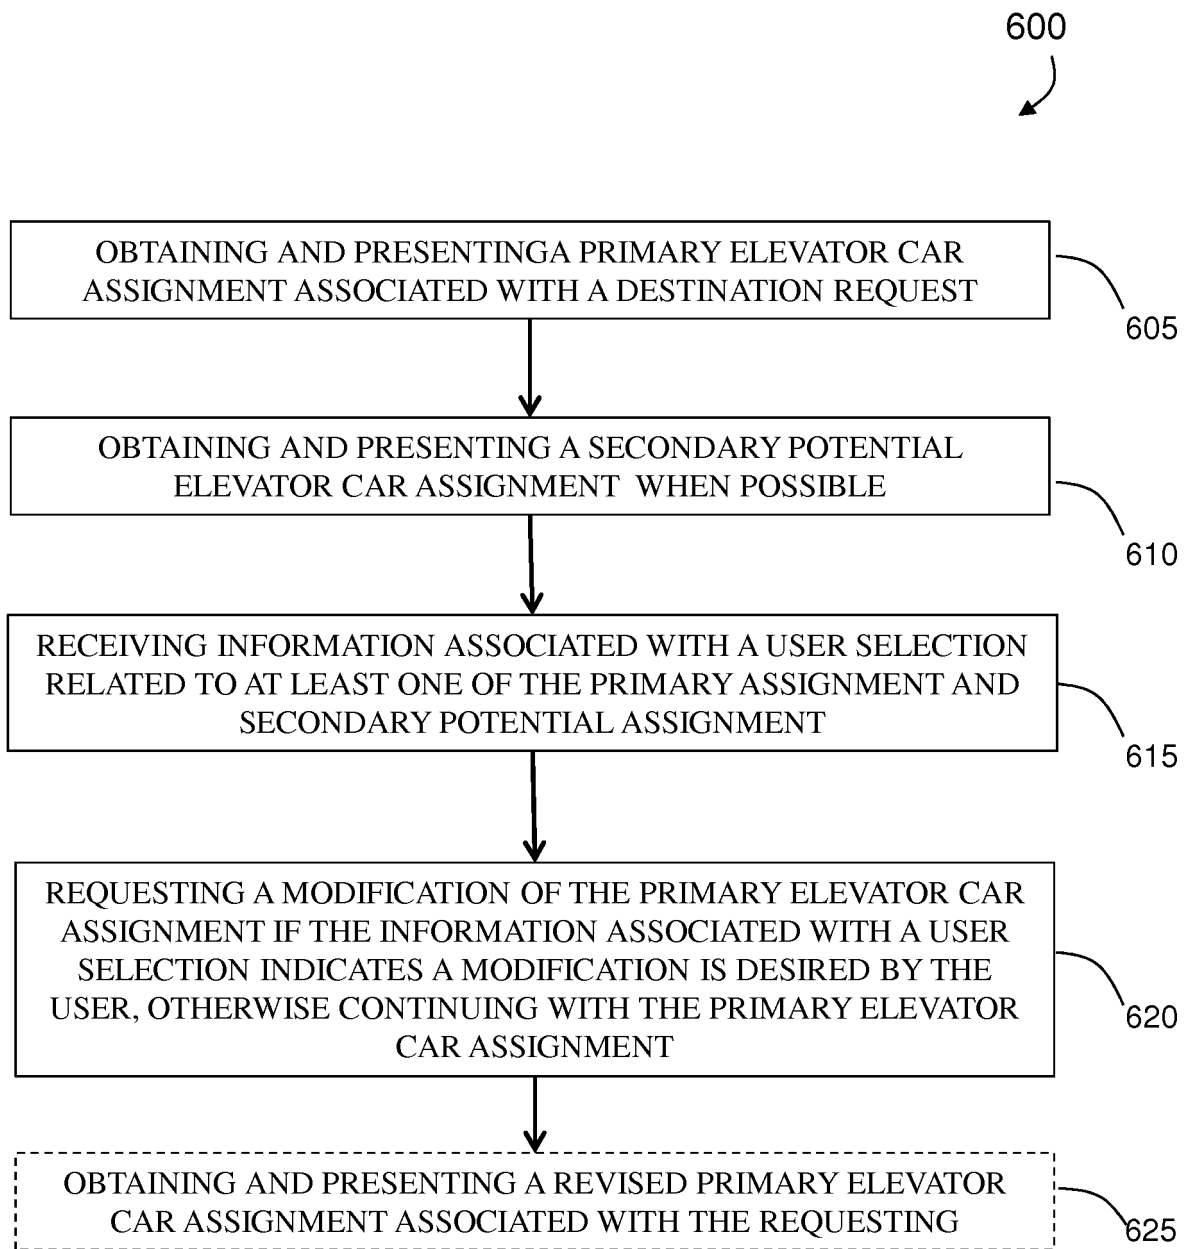 600
OBTAINING AND PRESENTINGA PRIMARY ELEVATOR CAR
ASSIGNMENT ASSOCIATED WITH A DESTINATION REQUEST
605
OBTAINING AND PRESENTING A SECONDARY POTENTIAL
ELEVATOR CAR ASSIGNMENT WHEN POSSIBLE
610
RECEIVING INFORMATION ASSOCIATED WITH A USER SELECTION
RELATED TO AT LEAST ONE OF THE PRIMARY ASSIGNMENT AND
SECONDARY POTENTIAL ASSIGNMENT
615
REQUESTING A MODIFICATION OF THE PRIMARY ELEVATOR CAR
ASSIGNMENT IF THE INFORMATION ASSOCIATED WITH A USER
SELECTION INDICATES A MODIFICATION IS DESIRED BY THE
USER, OTHERWISE CONTINUING WITH THE PRIMARY ELEVATOR
CAR ASSIGNMENT
620
OBTAINING AND PRESENTING A REVISED PRIMARY ELEVATOR
CAR ASSIGNMENT ASSOCIATED WITH THE REQUESTING
625